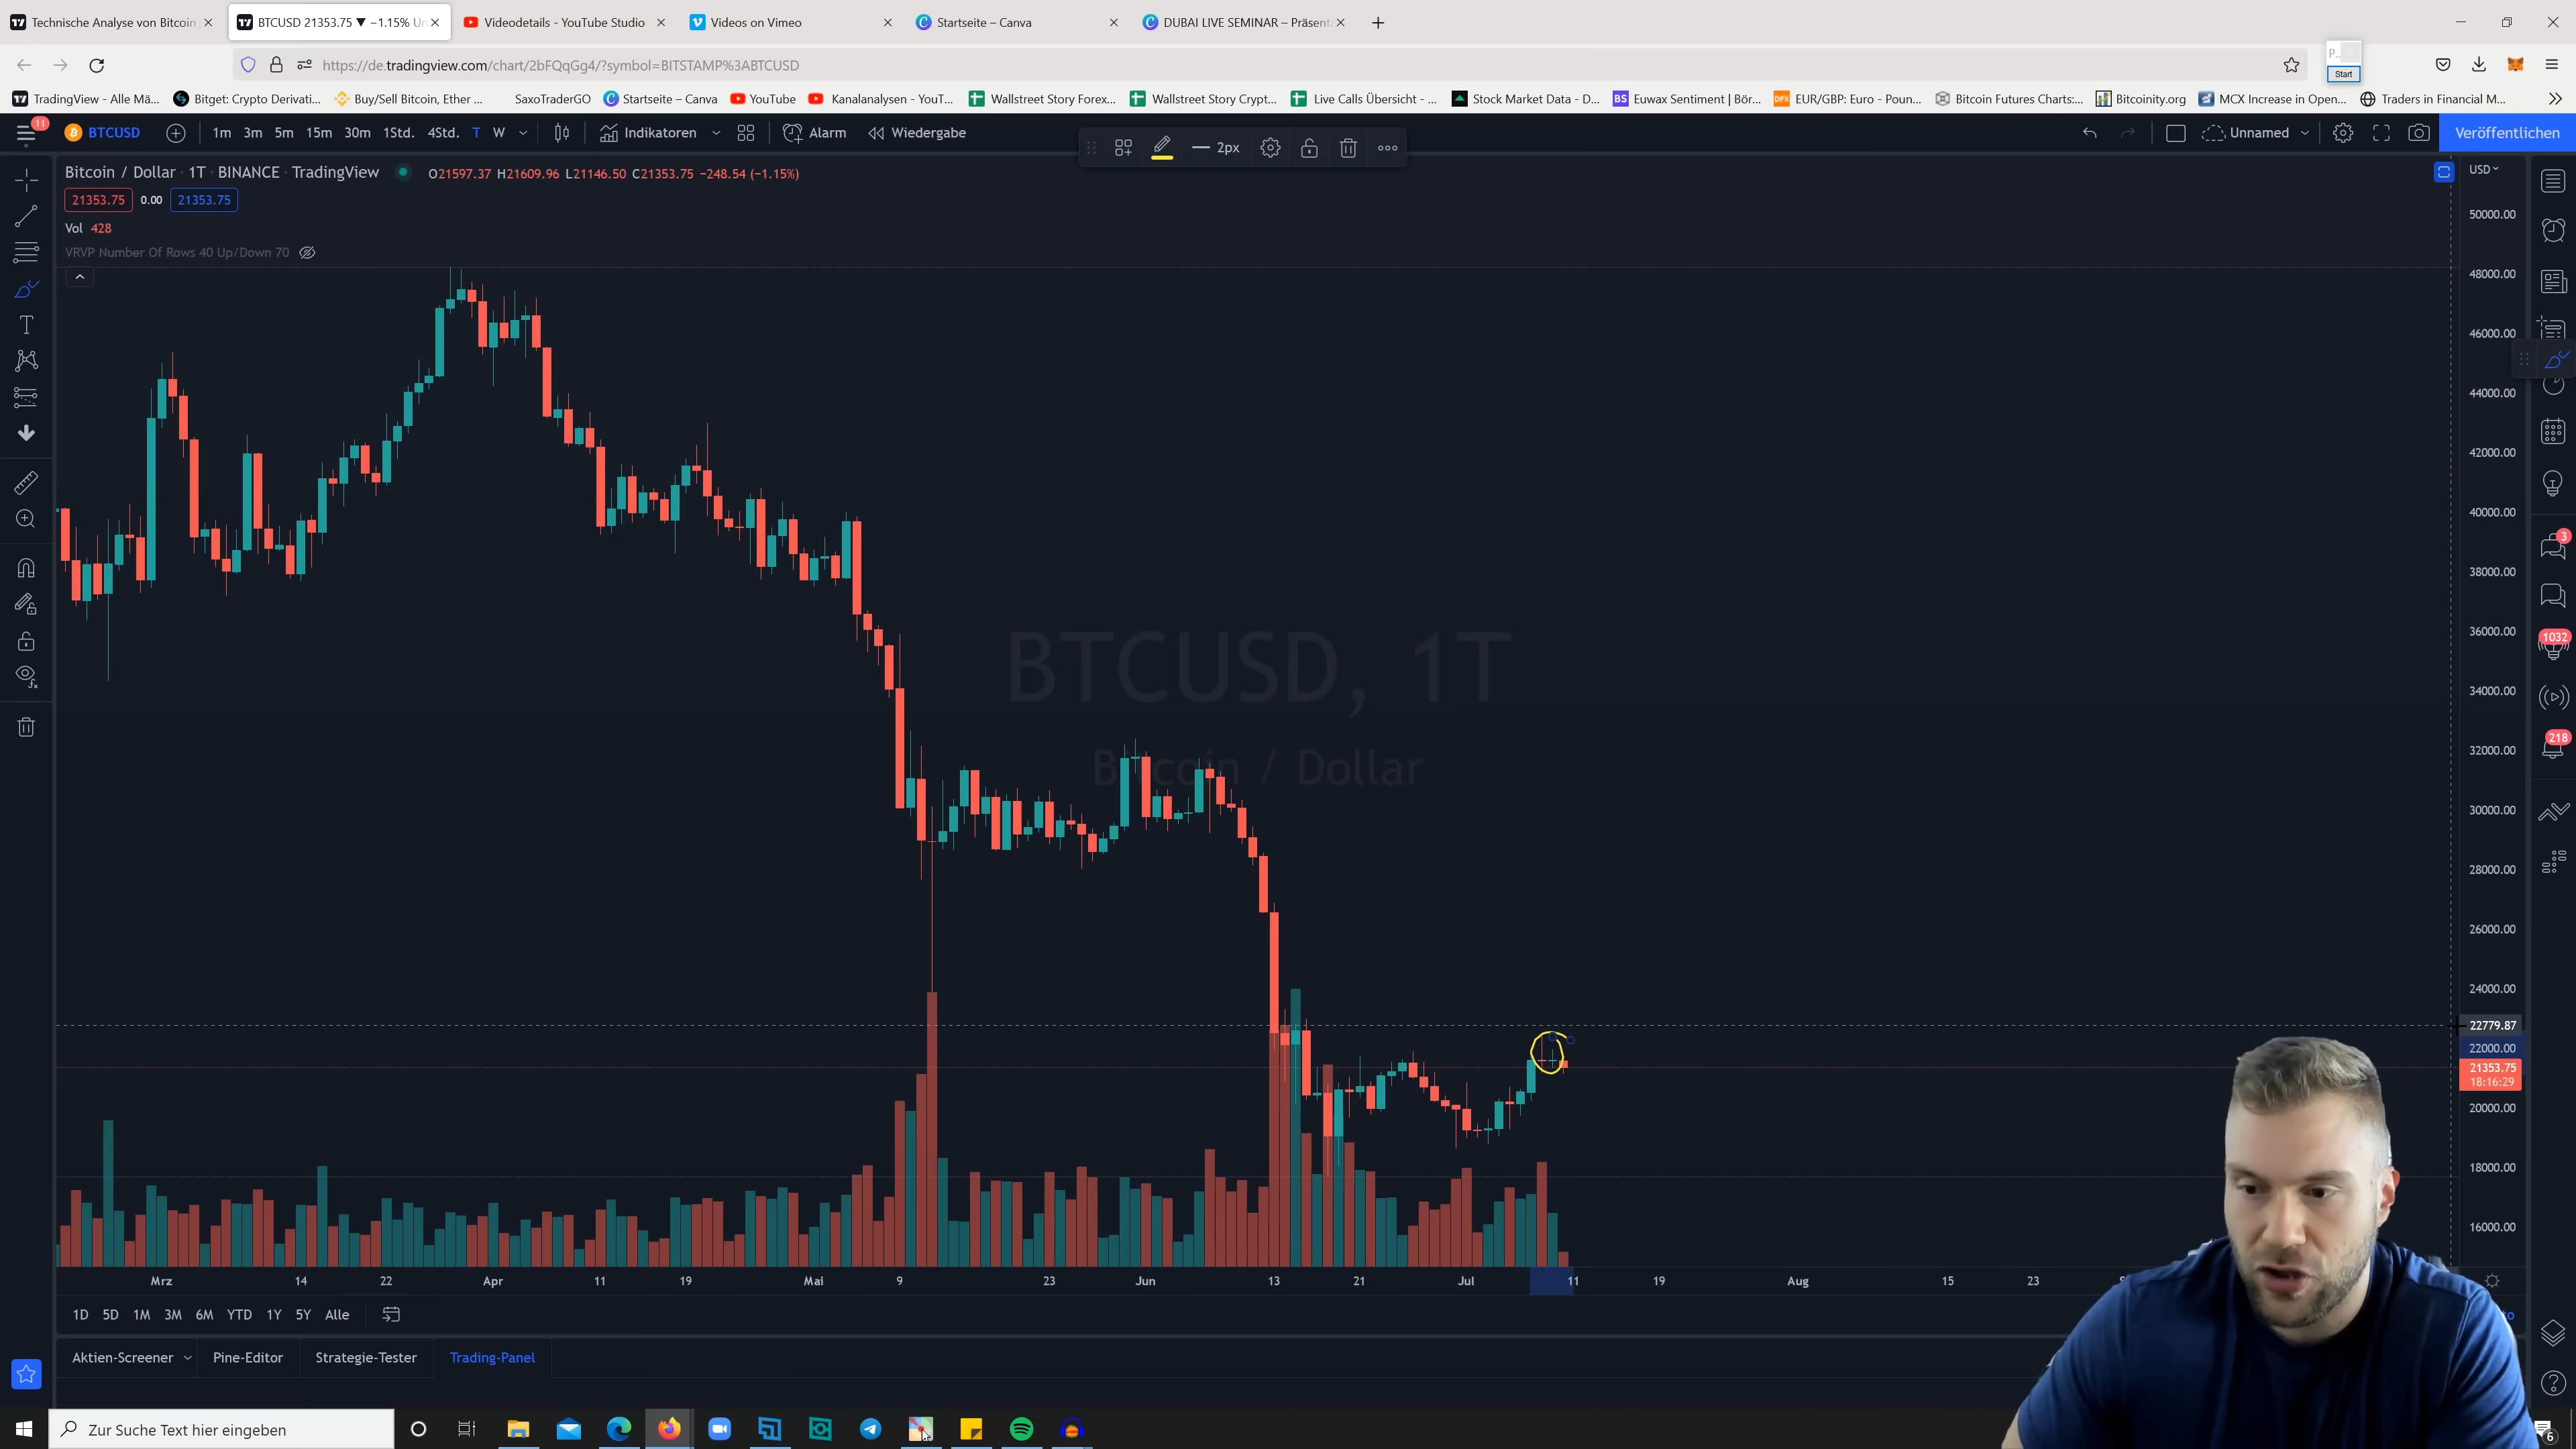 Technische Analyse von Bitcoin
BTCUSD 21353.75 ▼ −1.15% Un
Videodetails - YouTube Studio
Videos on Vimeo
Startseite – Canva
DUBAI LIVE SEMINAR – Präsent
https://de.tradingview.com/chart/2bFQqGg4/?symbol=BITSTAMP%3ABTCUSD
P..
Start
TradingView - Alle Mä...
Bitget: Crypto Derivati...
Buy/Sell Bitcoin, Ether ...
SaxoTraderGO
Startseite – Canva
YouTube
Kanalanalysen - YouT...
Wallstreet Story Forex...
Wallstreet Story Crypt...
Live Calls Übersicht - ...
Stock Market Data - D...
BS Euwax Sentiment | Bör...
DFX EUR/GBP: Euro - Poun...
Bitcoin Futures Charts:...
Bitcoinity.org
MCX Increase in Open...
Traders in Financial M...
11
BTCUSD
1m 3m 5m 15m 30m 1Std. 4Std. T W
Indikatoren
Alarm
Wiedergabe
2px
Unnamed
Veröffentlichen
Bitcoin / Dollar · 1T · BINANCE · TradingView
O21597.37 H21609.96 L21146.50 C21353.75 −248.54 (−1.15%)
USD
21353.75 0.00 21353.75
Vol 428
VRVP Number Of Rows 40 Up/Down 70
50000.00
48000.00
46000.00
44000.00
42000.00
40000.00
38000.00
36000.00
34000.00
32000.00
30000.00
28000.00
26000.00
24000.00
22779.87
22000.00
21353.75
18:16:29
20000.00
18000.00
16000.00
3
1032
218
BTCUSD, 1T
Bitcoin / Dollar
Mrz 14 22 Apr 11 19 Mai 9 23 Jun 13 21 Jul 11 19 Aug 15 23
1D 5D 1M 3M 6M YTD 1Y 5Y Alle
Aktien-Screener
Pine-Editor
Strategie-Tester
Trading-Panel
Zur Suche Text hier eingeben
6